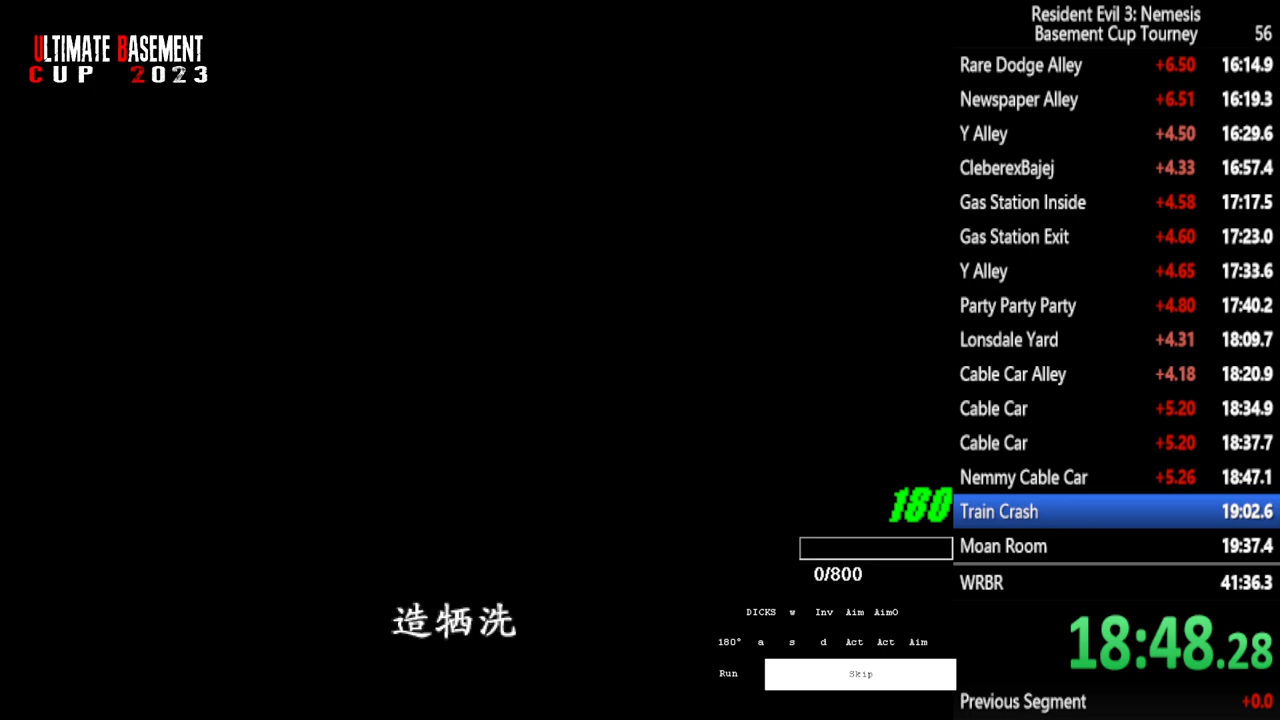 ULTIMATE BASEMENT
CUP 2023
Resident Evil 3: Nemesis
Basement Cup Tourney 56
Rare Dodge Alley +6.50 16:14.9
Newspaper Alley +6.51 16:19.3
Y Alley +4.50 16:29.6
CleberexBajej +4.33 16:57.4
Gas Station Inside +4.58 17:17.5
Gas Station Exit +4.60 17:23.0
Y Alley +4.65 17:33.6
Party Party Party +4.80 17:40.2
Lonsdale Yard +4.31 18:09.7
Cable Car Alley +4.18 18:20.9
Cable Car +5.20 18:34.9
Cable Car +5.20 18:37.7
Nemmy Cable Car +5.26 18:47.1
180
Train Crash 19:02.6
Moan Room 19:37.4
0/800
WRBR 41:36.3
DICKS w Inv Aim AimO
造牺洗
180° a s d Act Act Aim
18:48.28
Run Skip
Previous Segment +0.0